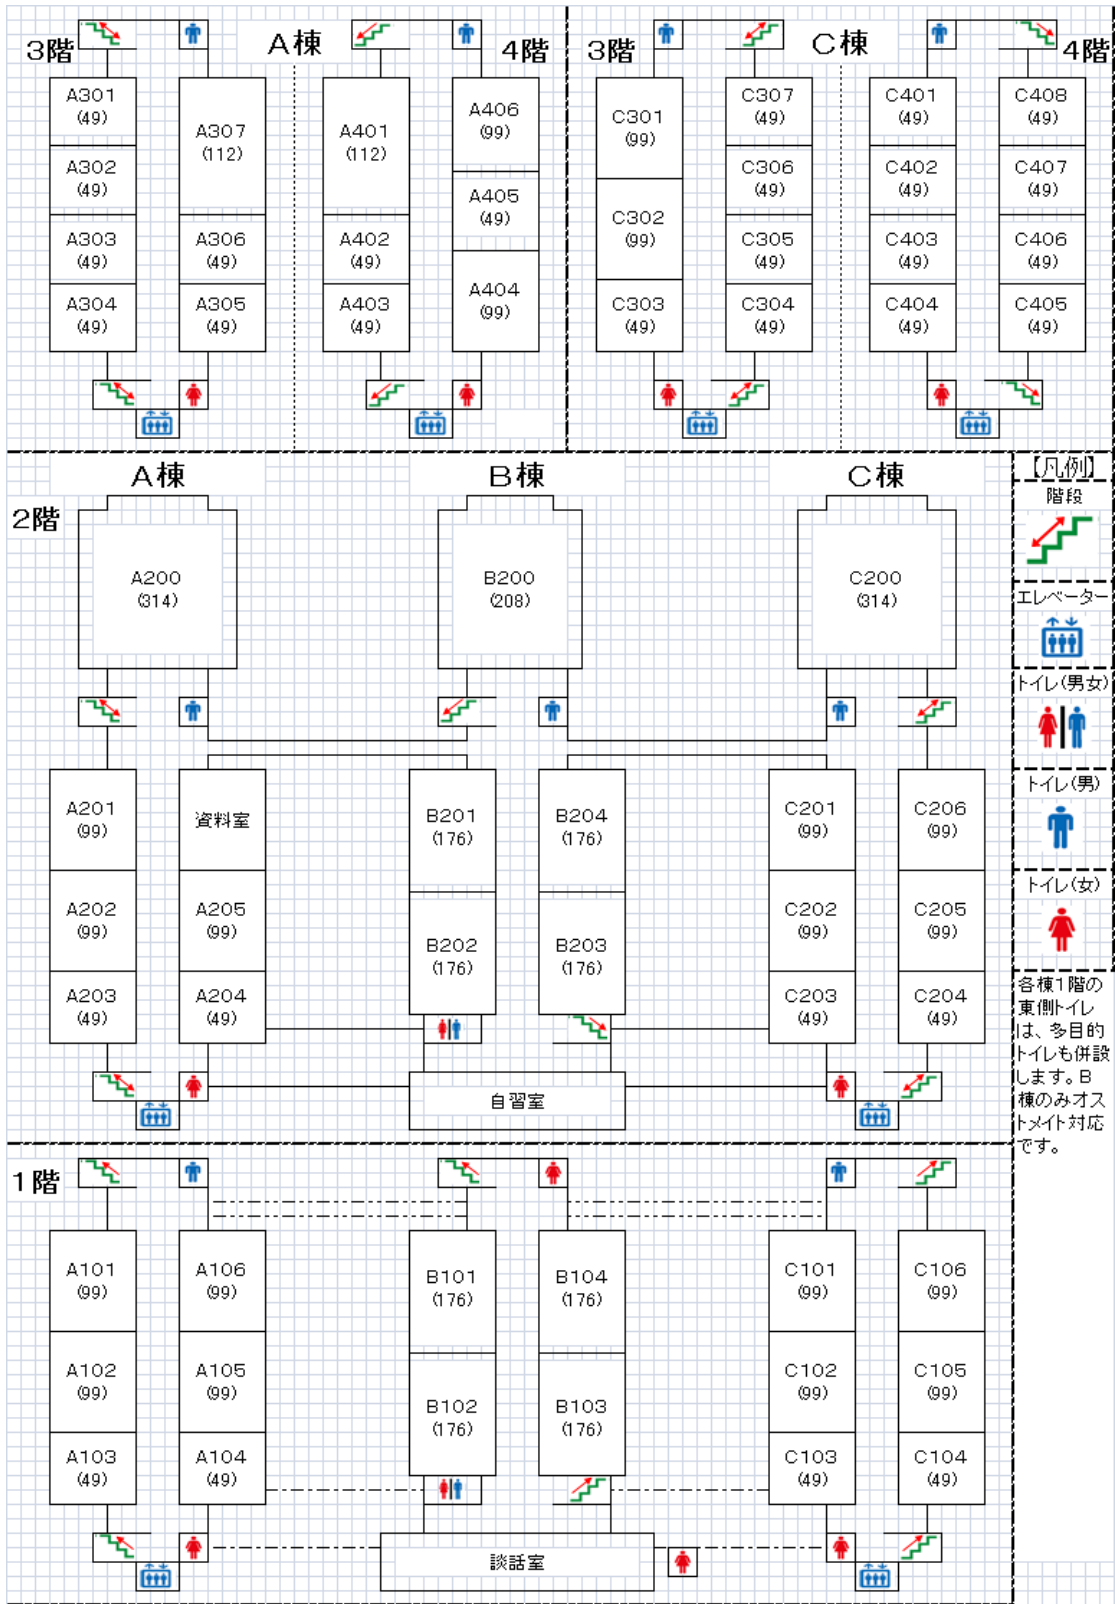 3階
A棟
4階
A301
(49)
A302
(49)
A303
(49)
A304
(49)
A307
(112)
A306
(49)
A305
(49)
A401
(112)
A402
(49)
A403
(49)
A406
(99)
A405
(49)
A404
(99)
3階
C棟
4階
C301
(99)
C302
(99)
C303
(49)
C307
(49)
C306
(49)
C305
(49)
C304
(49)
C401
(49)
C402
(49)
C403
(49)
C404
(49)
C408
(49)
C407
(49)
C406
(49)
C405
(49)
A棟
B棟
C棟
2階
A200
(314)
B200
(208)
C200
(314)
A201
(99)
A202
(99)
A203
(49)
資料室
A205
(99)
A204
(49)
B201
(176)
B202
(176)
B204
(176)
B203
(176)
C201
(99)
C202
(99)
C203
(49)
C206
(99)
C205
(99)
C204
(49)
自習室
1階
A101
(99)
A102
(99)
A103
(49)
A106
(99)
A105
(99)
A104
(49)
B101
(176)
B102
(176)
B104
(176)
B103
(176)
C101
(99)
C102
(99)
C103
(49)
C106
(99)
C105
(99)
C104
(49)
談話室
【凡例】
階段
エレベーター
トイレ(男女)
トイレ(男)
トイレ(女)
各棟1階の
東側トイレ
は、多目的
トイレも併設
します。B
棟のみオス
トメイト対応
です。